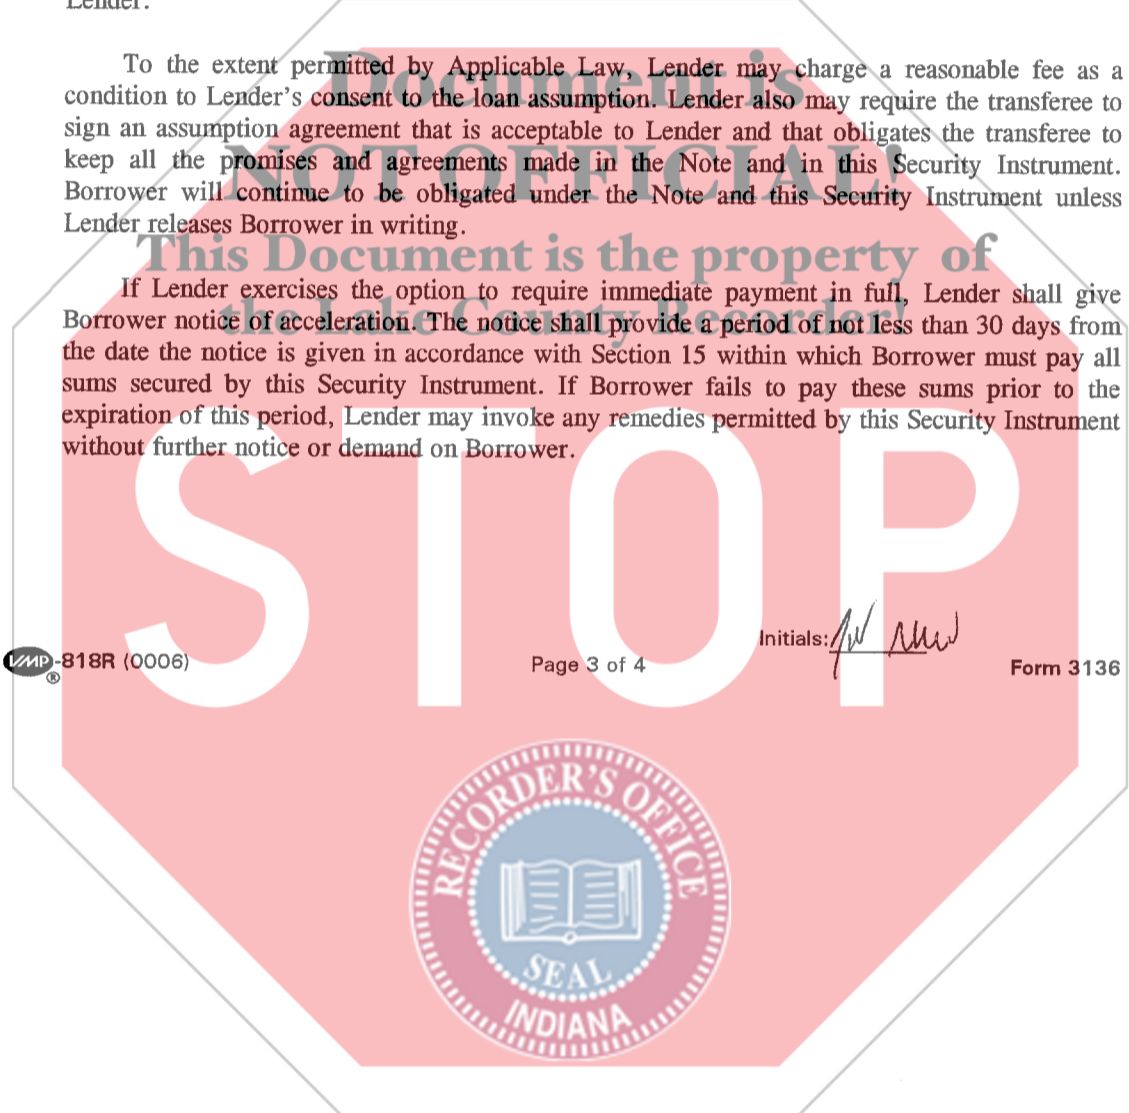 Lender.
Document is
To the extent permitted by Applicable Law, Lender may charge a reasonable fee as a
condition to Lender's consent to the loan assumption. Lender also may require the transferee to
sign an assumption agreement that is acceptable to Lender and that obligates the transferee to
NOT OFFICIAL!
keep all the promises and agreements made in the Note and in this Security Instrument.
Borrower will continue to be obligated under the Note and this Security Instrument unless
Lender releases Borrower in writing.
This Document is the property of
If Lender exercises the option to require immediate payment in full, Lender shall give
the Lake County Recorder!
Borrower notice of acceleration. The notice shall provide a period of not less than 30 days from
the date the notice is given in accordance with Section 15 within which Borrower must pay all
sums secured by this Security Instrument. If Borrower fails to pay these sums prior to the
expiration of this period, Lender may invoke any remedies permitted by this Security Instrument
without further notice or demand on Borrower.
STOP
Initials:
VMP-818R (0006)
®
Page 3 of 4
Form 3136
RECORDER'S OFFICE
SEAL
INDIANA